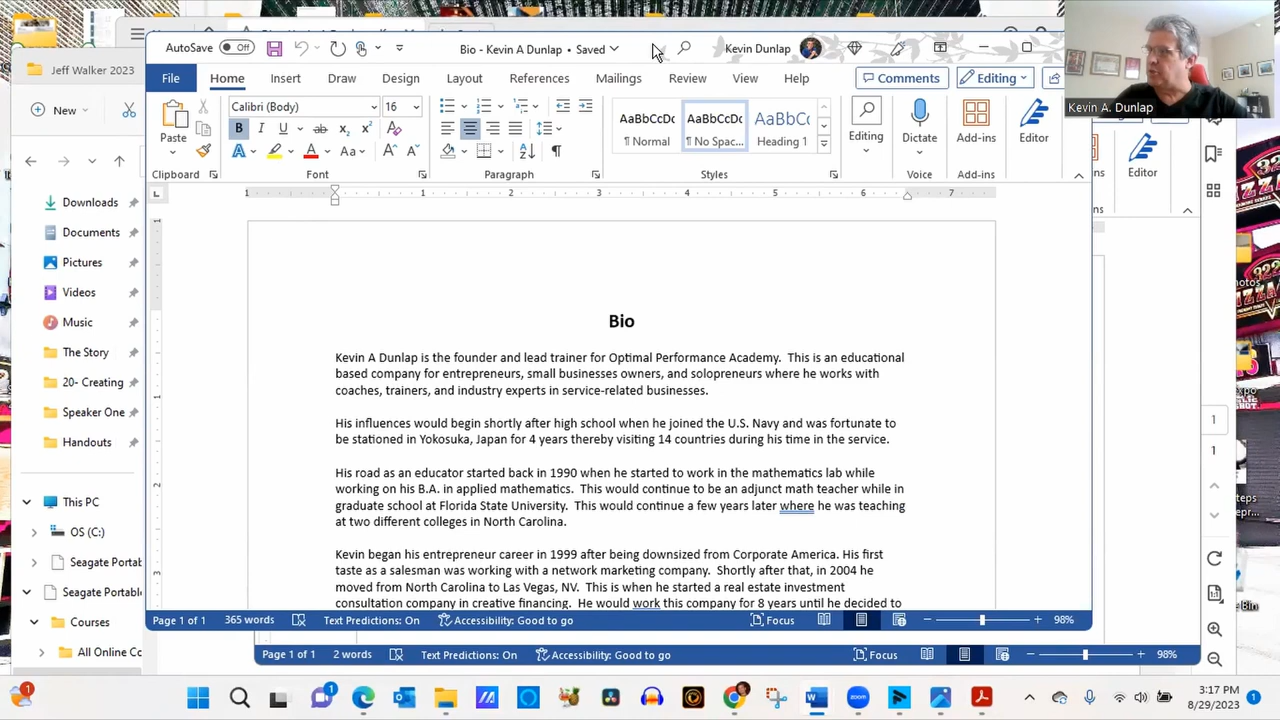 AutoSave Off
Bio - Kevin A Dunlap • Saved
Kevin Dunlap
Kevin A. Dunlap
Jeff Walker 2023
New
File Home Insert Draw Design Layout References Mailings Review View Help
Comments
Editing
Paste
Calibri (Body) 16
AaBbCcDc AaBbCcDc AaBbCc
¶ Normal ¶ No Spac... Heading 1
Editing
Dictate
Add-ins
Editor
Editor
Clipboard Font Paragraph Styles Voice Add-ins Editor
1 1 2 3 4 5 6 7
Downloads
Documents
Pictures
Videos
Music
The Story
20- Creating
Speaker One
Handouts
This PC
OS (C:)
Seagate Portab
Seagate Portable
Courses
All Online Co
Bio
Kevin A Dunlap is the founder and lead trainer for Optimal Performance Academy. This is an educational
based company for entrepreneurs, small businesses owners, and solopreneurs where he works with
coaches, trainers, and industry experts in service-related businesses.
His influences would begin shortly after high school when he joined the U.S. Navy and was fortunate to
be stationed in Yokosuka, Japan for 4 years thereby visiting 14 countries during his time in the service.
His road as an educator started back in 1990 when he started to work in the mathematics lab while
working on his B.A. in applied mathematics. This would continue to be an adjunct math teacher while in
graduate school at Florida State University. This would continue a few years later where he was teaching
at two different colleges in North Carolina.
Kevin began his entrepreneur career in 1999 after being downsized from Corporate America. His first
taste as a salesman was working with a network marketing company. Shortly after that, in 2004 he
moved from North Carolina to Las Vegas, NV. This is when he started a real estate investment
consultation company in creative financing. He would work this company for 8 years until he decided to
1
1
Bio
Page 1 of 1 365 words Text Predictions: On Accessibility: Good to go Focus 98%
Page 1 of 1 2 words Text Predictions: On Accessibility: Good to go Focus 98%
3:17 PM
8/29/2023